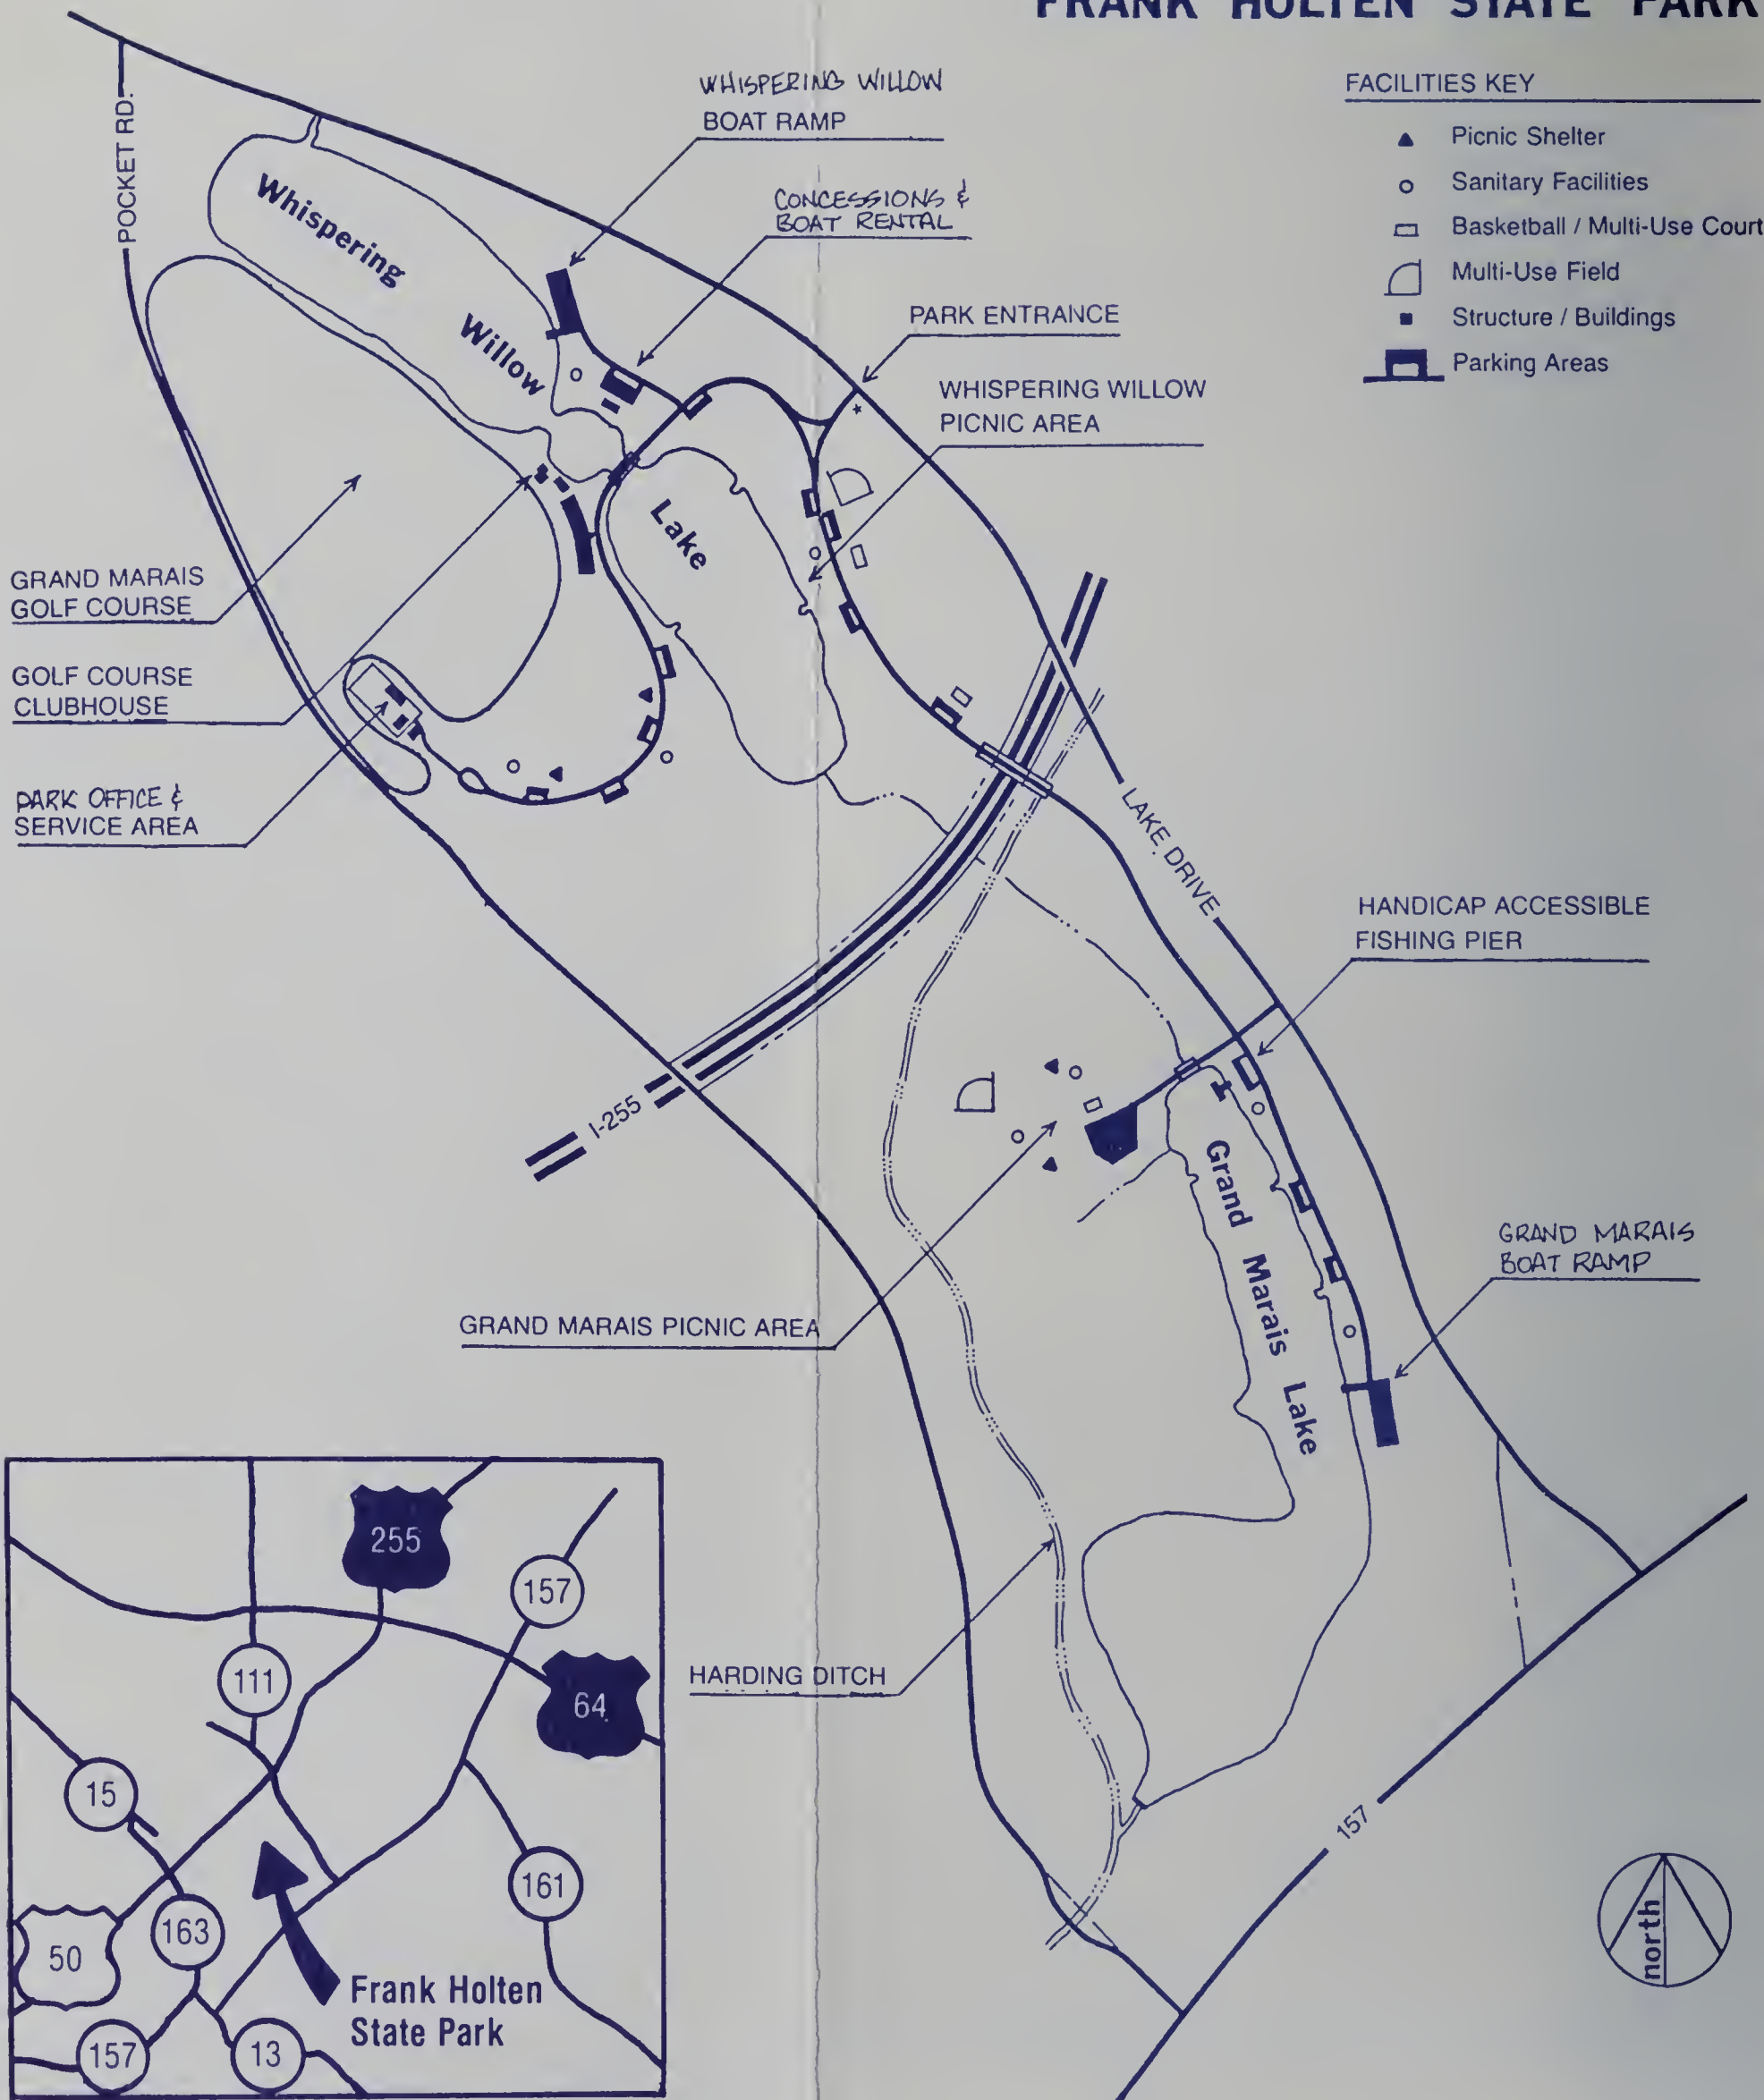 FRANK HOLTEN STATE PARK
FACILITIES KEY
Picnic Shelter
Sanitary Facilities
Basketball / Multi-Use Court
Multi-Use Field
Structure / Buildings
Parking Areas
POCKET RD.
WHISPERING WILLOW
BOAT RAMP
CONCESSIONS &
BOAT RENTAL
PARK ENTRANCE
WHISPERING WILLOW
PICNIC AREA
Whispering
Willow
Lake
GRAND MARAIS
GOLF COURSE
GOLF COURSE
CLUBHOUSE
PARK OFFICE &
SERVICE AREA
LAKE DRIVE
HANDICAP ACCESSIBLE
FISHING PIER
I-255
Grand Marais Lake
GRAND MARAIS
BOAT RAMP
GRAND MARAIS PICNIC AREA
HARDING DITCH
157
north
255
157
111
64
15
161
163
50
Frank Holten
State Park
157
13